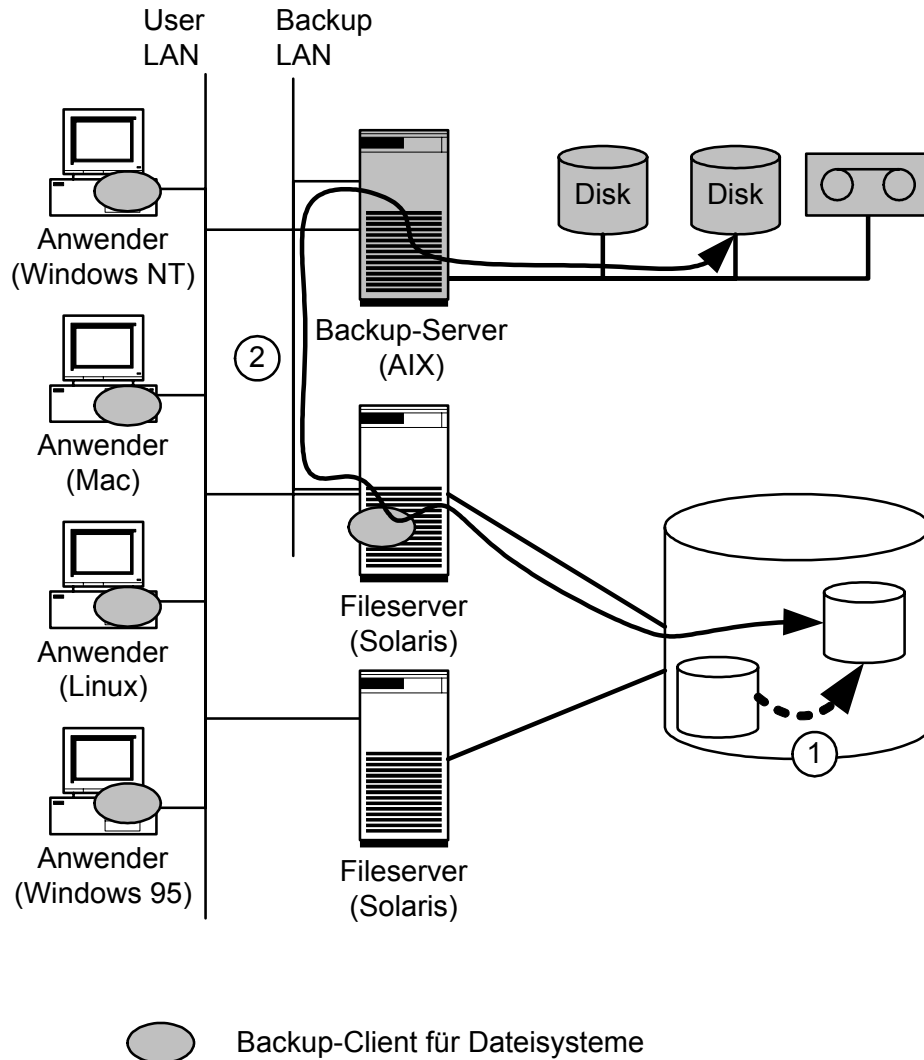 User
LAN
Backup
LAN
Anwender
(Windows NT)
Disk
Disk
Backup-Server
(AIX)
2
Anwender
(Mac)
Anwender
(Linux)
Fileserver
(Solaris)
1
Anwender
(Windows 95)
Fileserver
(Solaris)
Backup-Client für Dateisysteme